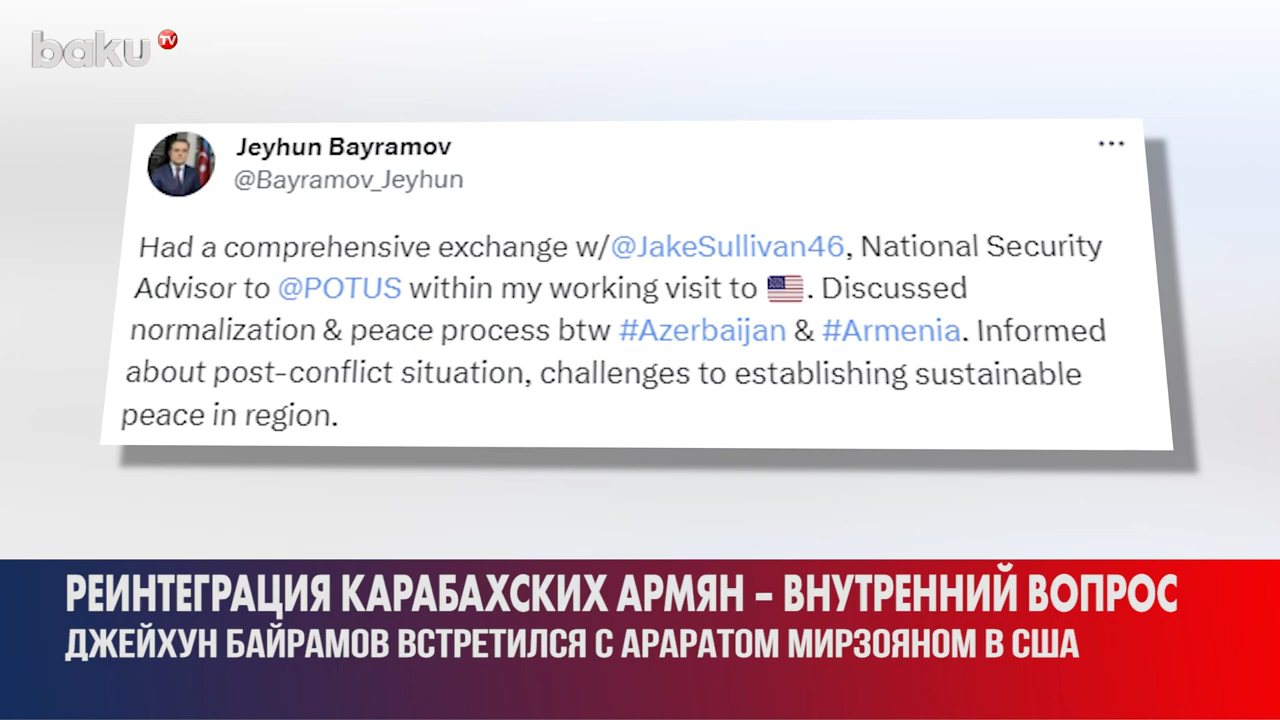 baku TV
Jeyhun Bayramov
@Bayramov_Jeyhun
Had a comprehensive exchange w/@JakeSullivan46, National Security
Advisor to @POTUS within my working visit to 🇺🇸. Discussed
normalization & peace process btw #Azerbaijan & #Armenia. Informed
about post-conflict situation, challenges to establishing sustainable
peace in region.
РЕИНТЕГРАЦИЯ КАРАБАХСКИХ АРМЯН – ВНУТРЕННИЙ ВОПРОС
ДЖЕЙХУН БАЙРАМОВ ВСТРЕТИЛСЯ С АРАРАТОМ МИРЗОЯНОМ В США